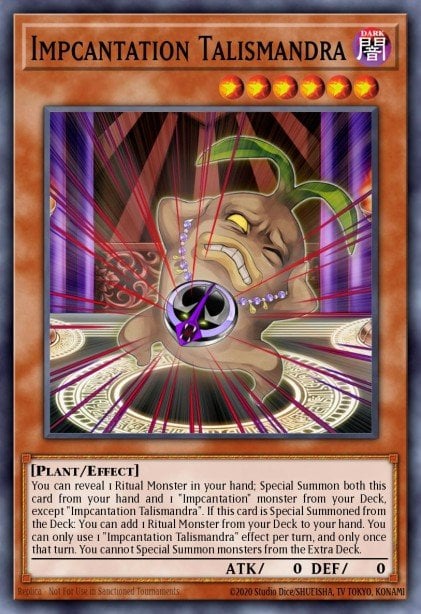 IMPCANTATION TALISMANDRA
DARK
闇
[PLANT/EFFECT]
You can reveal 1 Ritual Monster in your hand; Special Summon both this
card from your hand and 1 "Impcantation" monster from your Deck,
except "Impcantation Talismandra". If this card is Special Summoned from
the Deck: You can add 1 Ritual Monster from your Deck to your hand. You
can only use 1 "Impcantation Talismandra" effect per turn, and only once
that turn. You cannot Special Summon monsters from the Extra Deck.
ATK/ 0 DEF/ 0
Replica - Not For Use in Sanctioned Tournaments
©2020 Studio Dice/SHUEISHA, TV TOKYO, KONAMI